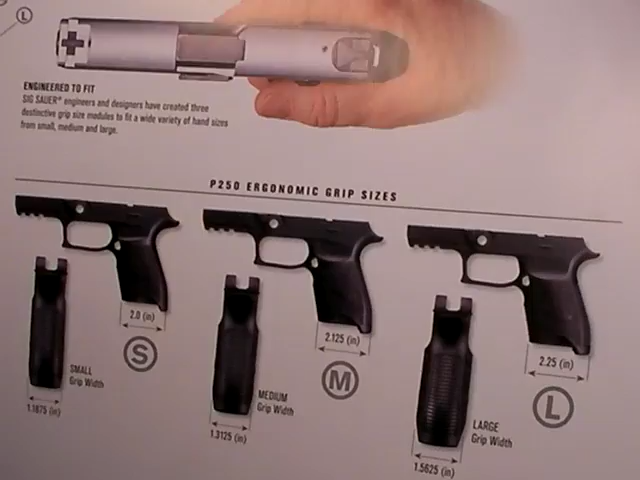 L
ENGINEERED TO FIT
SIG SAUER® engineers and designers have created three
distinctive grip size modules to fit a wide variety of hand sizes
from small, medium and large.
P250 ERGONOMIC GRIP SIZES
2.0 (in)
2.125 (in)
2.25 (in)
S
M
L
SMALL
Grip Width
MEDIUM
Grip Width
LARGE
Grip Width
1.1875 (in)
1.3125 (in)
1.5625 (in)